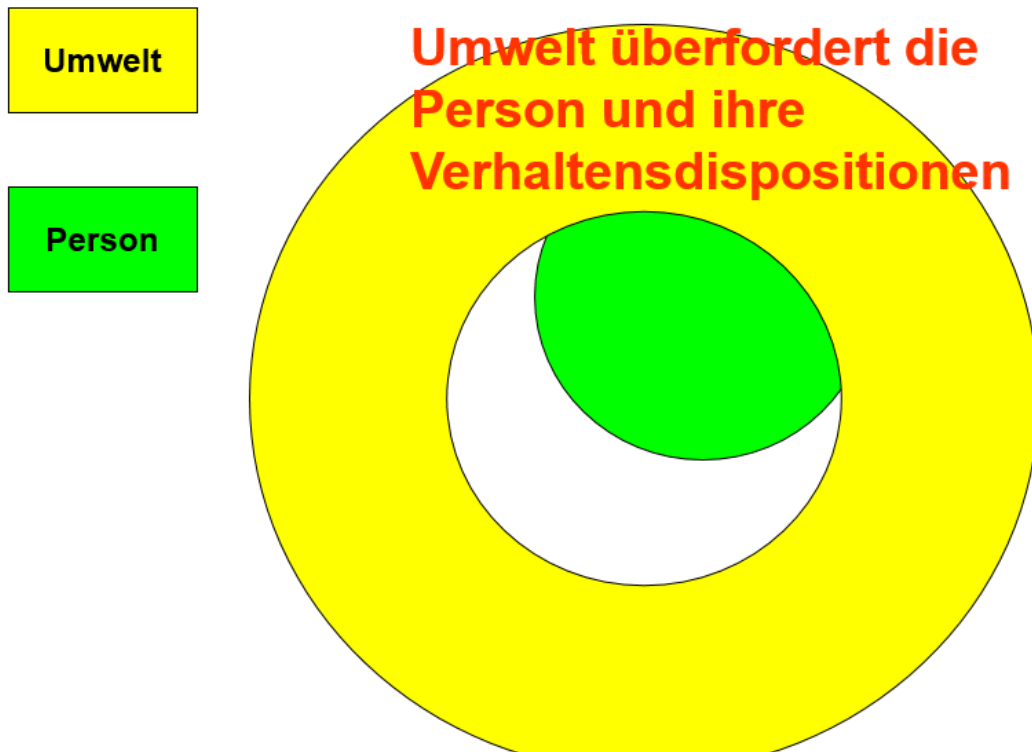 Umwelt
Person
Umwelt überfordert die
Person und ihre
Verhaltensdispositionen